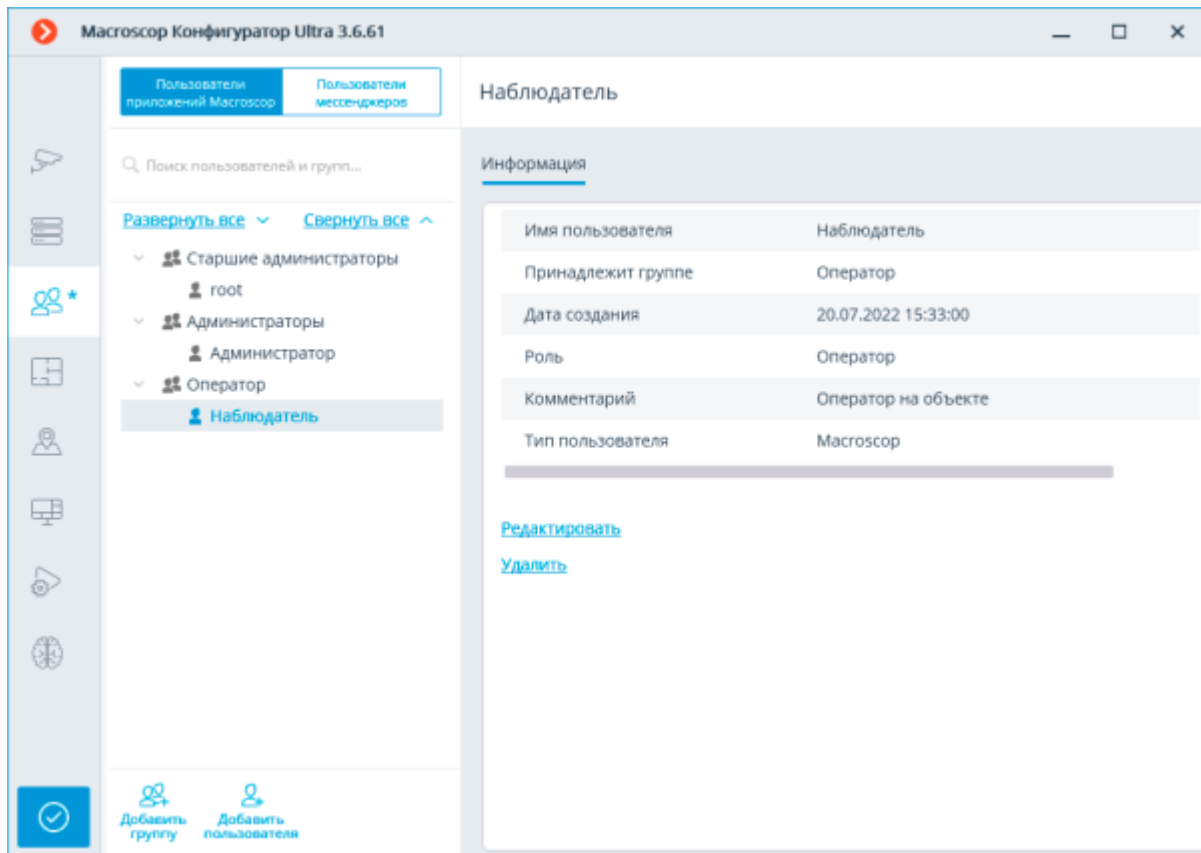 Macroscop Конфигуратор Ultra 3.6.61
Пользователи
приложений Macroscop
Пользователи
мессенджеров
Поиск пользователей и групп...
Развернуть все
Свернуть все
Старшие администраторы
root
Администраторы
Администратор
Оператор
Наблюдатель
Добавить
группу
Добавить
пользователя
Наблюдатель
Информация
Имя пользователя Наблюдатель
Принадлежит группе Оператор
Дата создания 20.07.2022 15:33:00
Роль Оператор
Комментарий Оператор на объекте
Тип пользователя Macroscop
Редактировать
Удалить